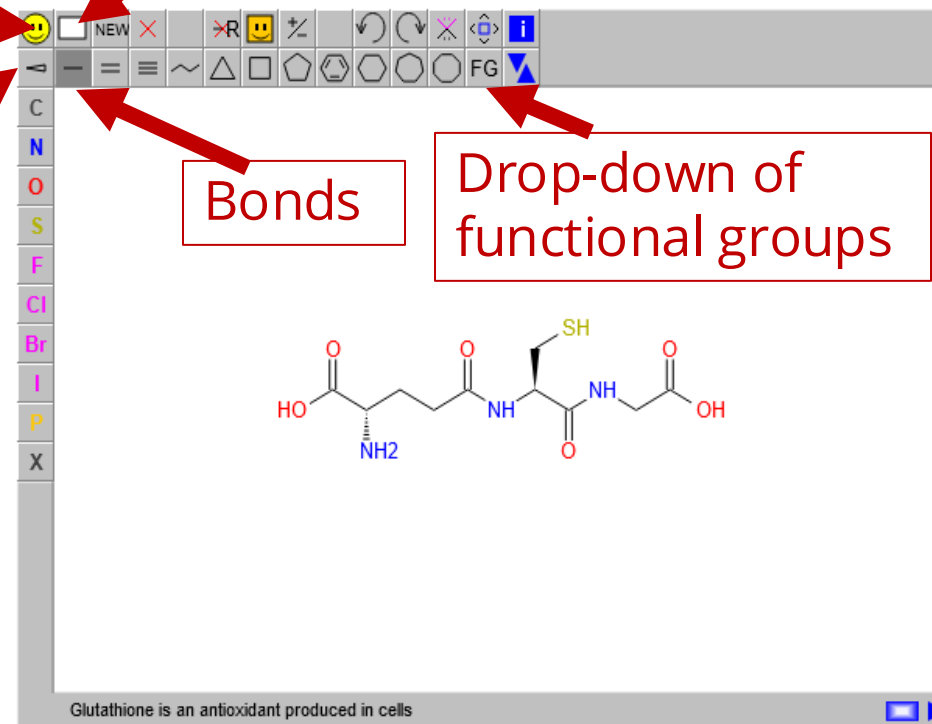 NEW R +/- i
FG
C
N
O
S
F
Cl
Br
I
P
X
Bonds
Drop-down of
functional groups
SH
O O O
HO NH NH OH
NH2 O
Glutathione is an antioxidant produced in cells